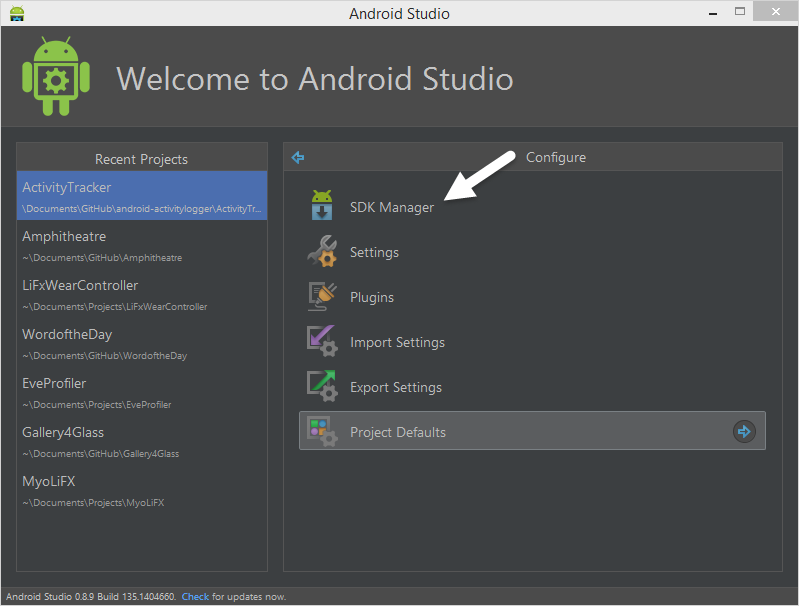 Android Studio
Welcome to Android Studio
Recent Projects
ActivityTracker
\Documents\GitHub\android-activitylogger\ActivityTr...
Amphitheatre
~\Documents\GitHub\Amphitheatre
LiFxWearController
~\Documents\Projects\LiFxWearController
WordoftheDay
~\Documents\GitHub\WordoftheDay
EveProfiler
~\Documents\Projects\EveProfiler
Gallery4Glass
~\Documents\GitHub\Gallery4Glass
MyoLiFX
~\Documents\Projects\MyoLiFX
Configure
SDK Manager
Settings
Plugins
Import Settings
Export Settings
Project Defaults
Android Studio 0.8.9 Build 135.1404660. Check for updates now.